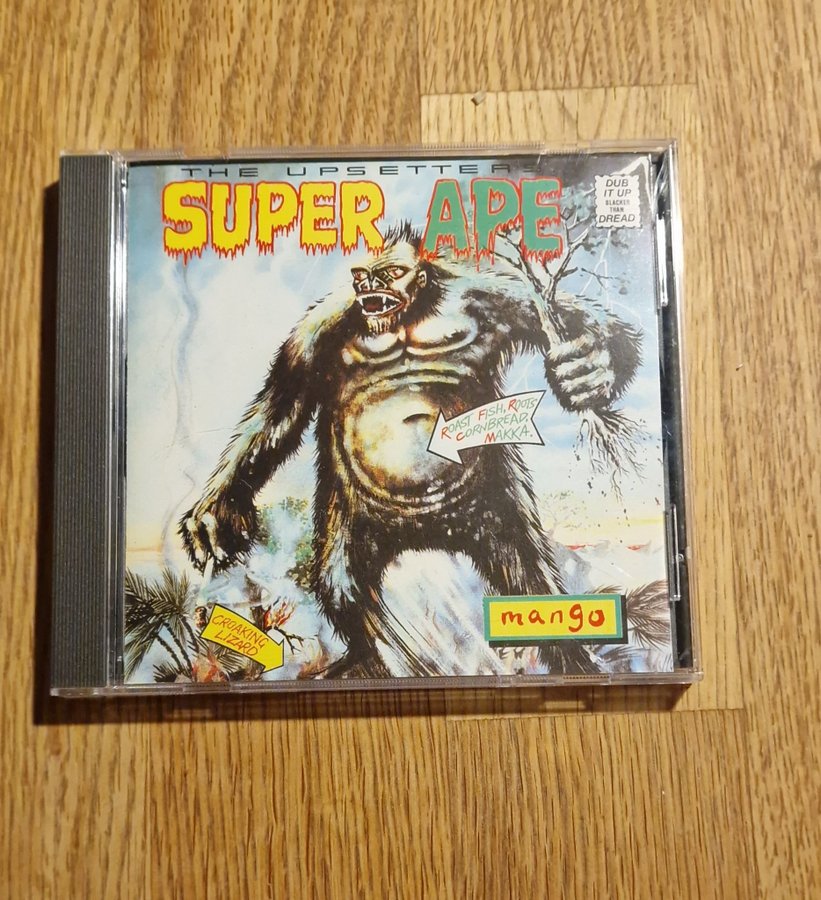 THE UPSETTERS
SUPER APE
DUB
IT UP
BLACKER
THAN
DREAD
ROAST FISH, ROOTS
CORNBREAD,
MAKKA.
mango
CROAKING
LIZARD